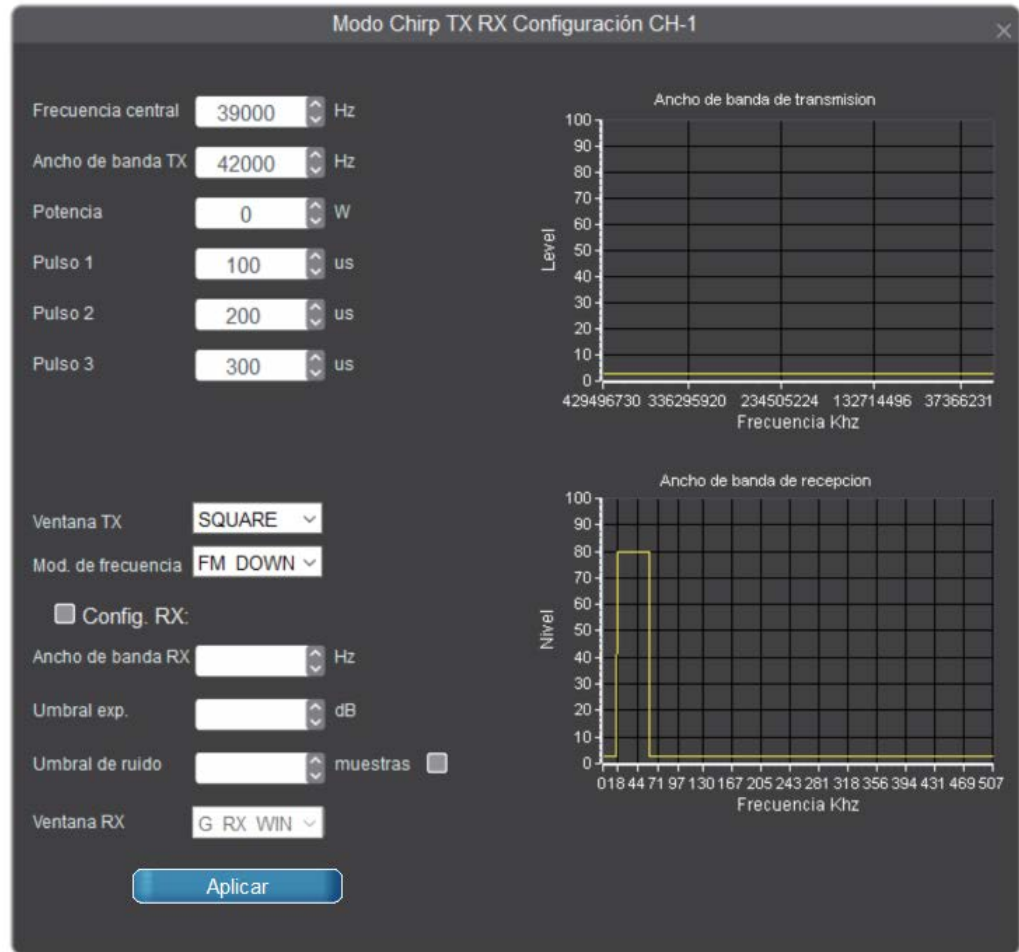 Modo Chirp TX RX Configuración CH-1
Frecuencia central 39000 Hz
Ancho de banda TX 42000 Hz
Potencia 0 W
Pulso 1 100 us
Pulso 2 200 us
Pulso 3 300 us
Ventana TX SQUARE
Mod. de frecuencia FM DOWN
Config. RX:
Ancho de banda RX Hz
Umbral exp. dB
Umbral de ruido muestras
Ventana RX G RX WIN
Aplicar
Ancho de banda de transmision
100
90
80
70
60
50
40
30
20
10
0
Level
429496730 336295920 234505224 132714496 37366231
Frecuencia Khz
Ancho de banda de recepcion
100
90
80
70
60
50
40
30
20
10
0
Nivel
0 18 44 71 97 130 167 205 243 281 318 356 394 431 469 507
Frecuencia Khz